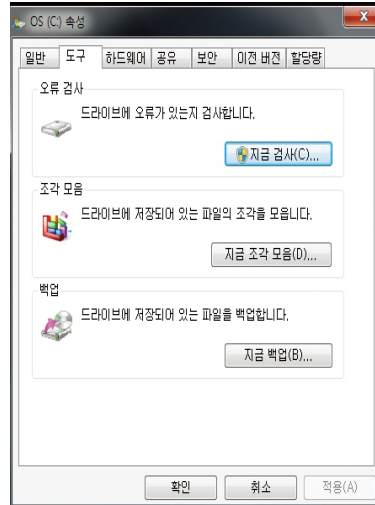 OS (C:) 속성
일반 도구 하드웨어 공유 보안 이전 버전 할당량
오류 검사
드라이브에 오류가 있는지 검사합니다.
지금 검사(C)...
조각 모음
드라이브에 저장되어 있는 파일의 조각을 모읍니다.
지금 조각 모음(D)...
백업
드라이브에 저장되어 있는 파일을 백업합니다.
지금 백업(B)...
확인 취소 적용(A)